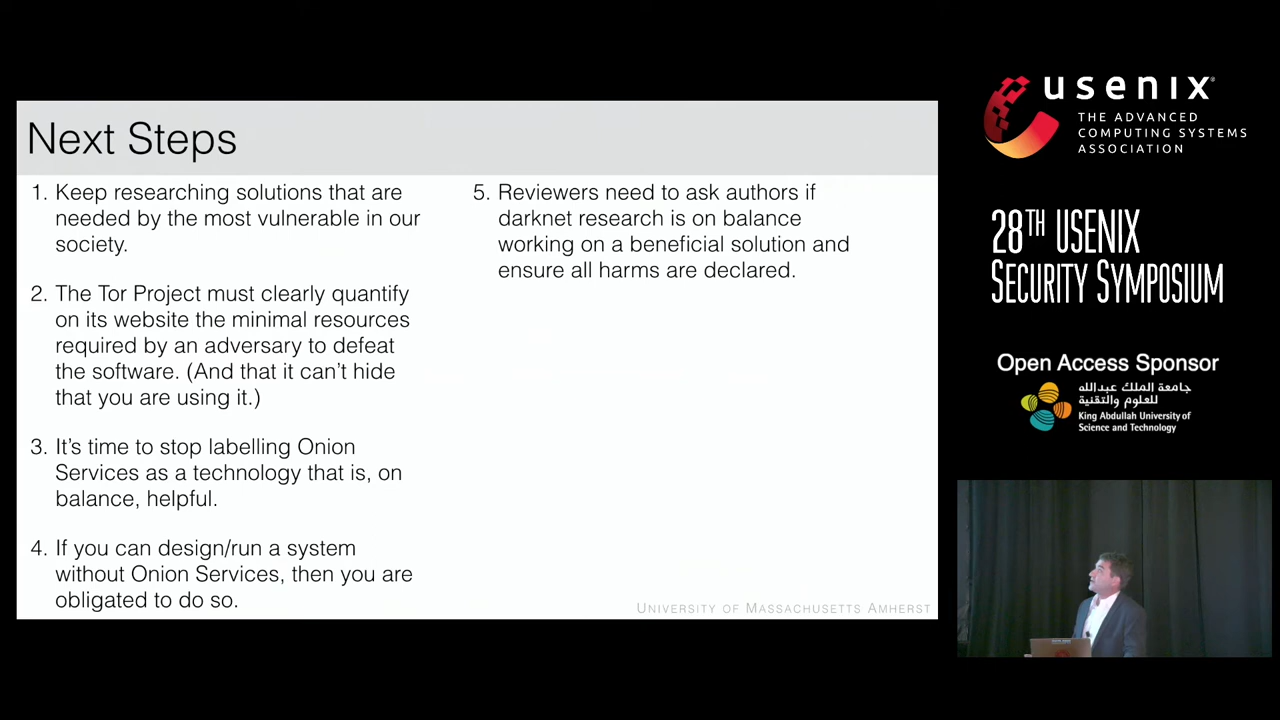 Next Steps
1. Keep researching solutions that are
needed by the most vulnerable in our
society.
2. The Tor Project must clearly quantify
on its website the minimal resources
required by an adversary to defeat
the software. (And that it can't hide
that you are using it.)
3. It's time to stop labelling Onion
Services as a technology that is, on
balance, helpful.
4. If you can design/run a system
without Onion Services, then you are
obligated to do so.
5. Reviewers need to ask authors if
darknet research is on balance
working on a beneficial solution and
ensure all harms are declared.
UNIVERSITY OF MASSACHUSETTS AMHERST
usenix
THE ADVANCED
COMPUTING SYSTEMS
ASSOCIATION
28TH USENIX
SECURITY SYMPOSIUM
Open Access Sponsor
جامعة الملك عبدالله
للعلوم والتقنية
King Abdullah University of
Science and Technology